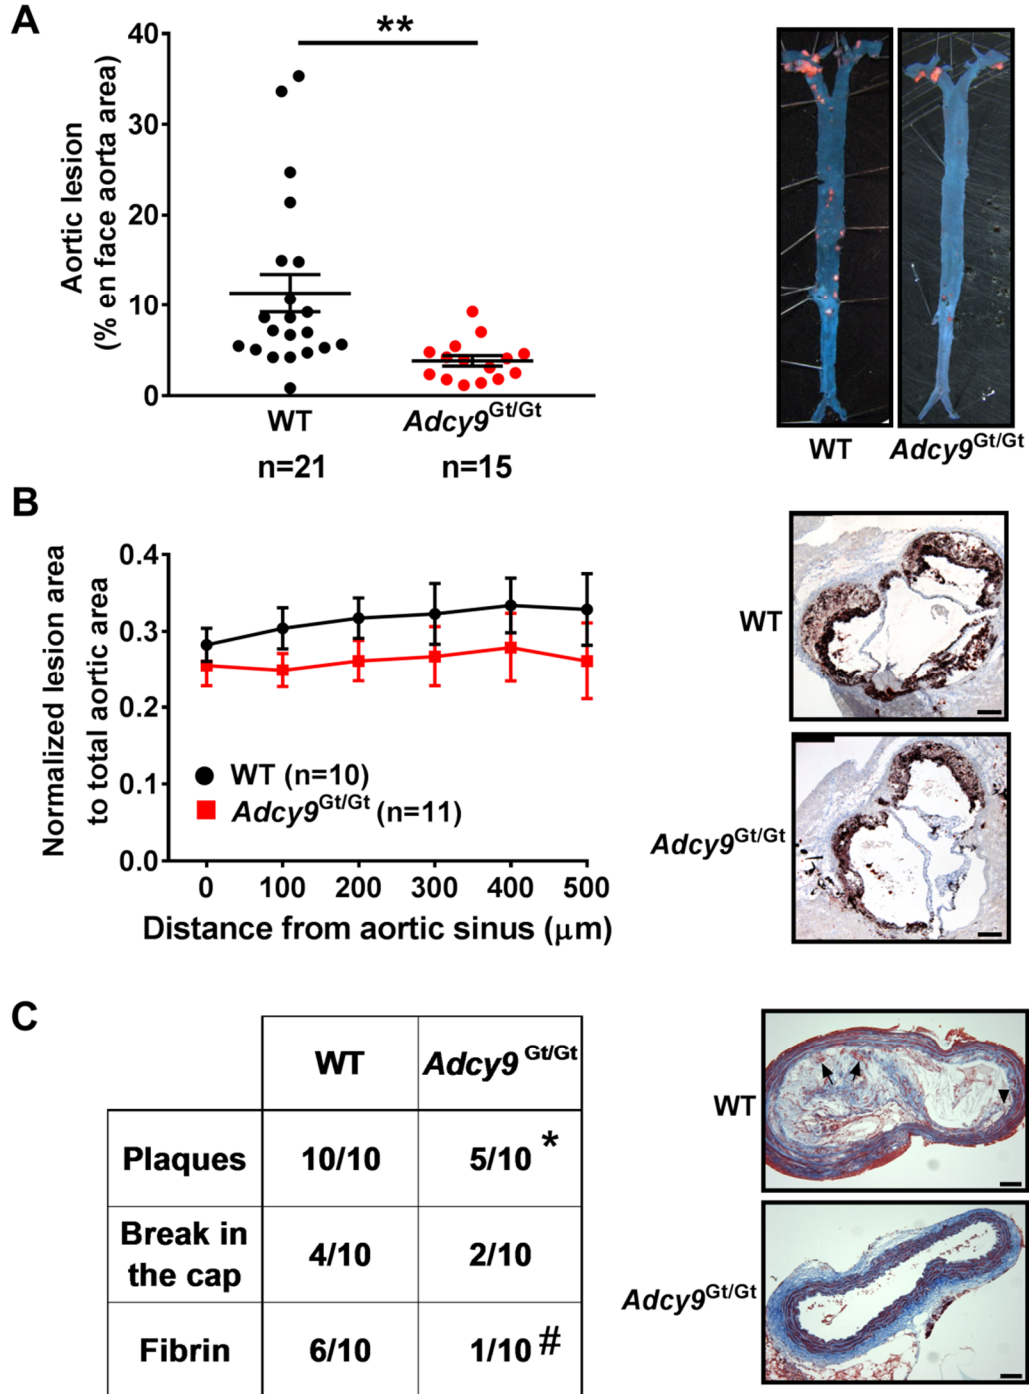 A
**
40
30
20
10
0
Aortic lesion
(% en face aorta area)
WT
Adcy9Gt/Gt
n=21
n=15
WT
Adcy9Gt/Gt
B
Normalized lesion area
to total aortic area
0.4
0.3
0.2
0.1
0.0
WT (n=10)
Adcy9Gt/Gt (n=11)
0 100 200 300 400 500
Distance from aortic sinus (μm)
WT
Adcy9Gt/Gt
C
WT Adcy9 Gt/Gt
Plaques 10/10 5/10 *
Break in
the cap 4/10 2/10
Fibrin 6/10 1/10 #
WT
Adcy9Gt/Gt